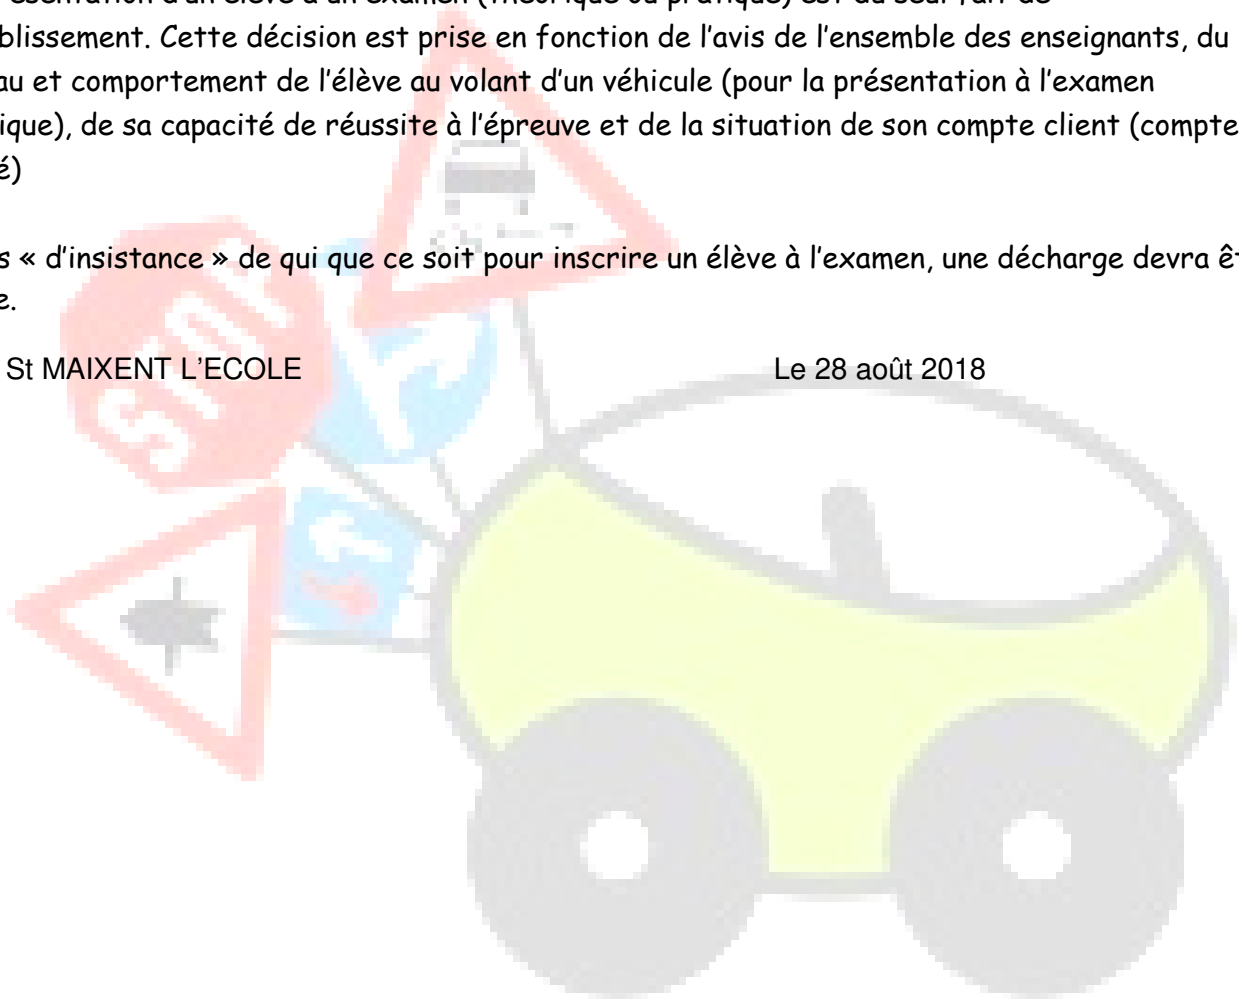 ésentation d'un élève à un examen (théorique ou pratique) est du seul fait de
blissement. Cette décision est prise en fonction de l'avis de l'ensemble des enseignants, du
au et comportement de l'élève au volant d'un véhicule (pour la présentation à l'examen
ique), de sa capacité de réussite à l'épreuve et de la situation de son compte client (compte
é)
s « d'insistance » de qui que ce soit pour inscrire un élève à l'examen, une décharge devra êt
e.
St MAIXENT L'ECOLE Le 28 août 2018
STOP